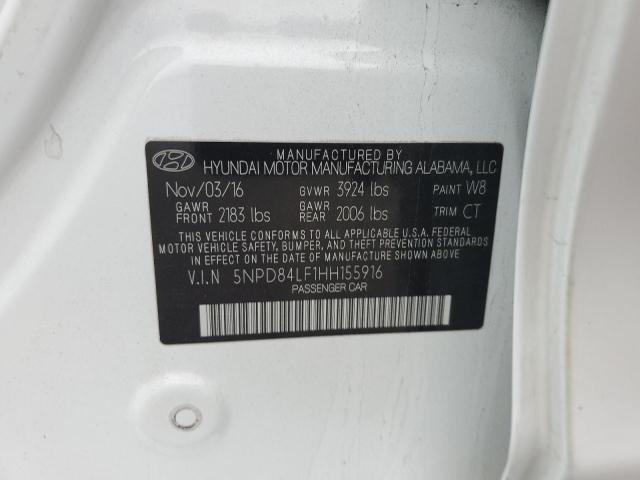 MANUFACTURED BY
HYUNDAI MOTOR MANUFACTURING ALABAMA, LLC
Nov/03/16 GVWR 3924 lbs PAINT W8
GAWR FRONT 2183 lbs GAWR REAR 2006 lbs TRIM CT
THIS VEHICLE CONFORMS TO ALL APPLICABLE U.S.A. FEDERAL
MOTOR VEHICLE SAFETY, BUMPER, AND THEFT PREVENTION STANDARDS
IN EFFECT ON THE DATE OF MANUFACTURE SHOWN ABOVE
V.I.N 5NPD84LF1HH155916
PASSENGER CAR